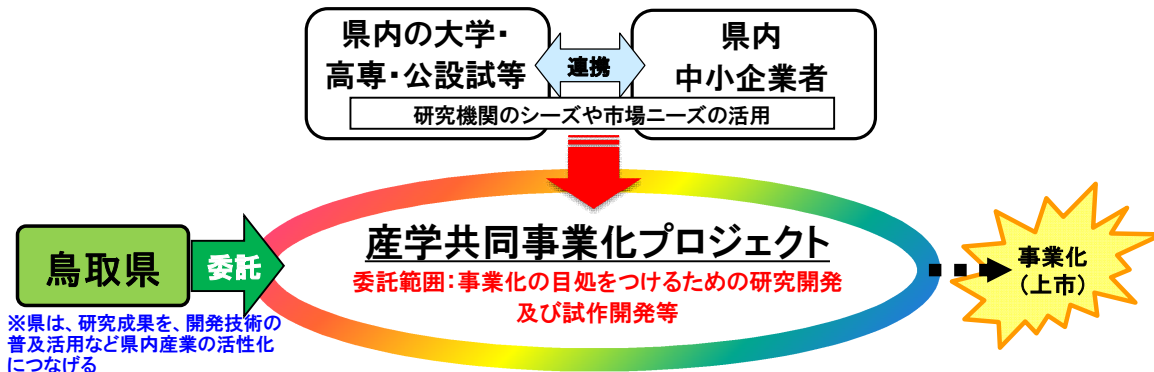 県内の大学・
高専・公設試等
連携
県内
中小企業者
研究機関のシーズや市場ニーズの活用
産学共同事業化プロジェクト
委託範囲:事業化の目処をつけるための研究開発
及び試作開発等
鳥取県
委託
※県は、研究成果を、開発技術の
普及活用など県内産業の活性化
につなげる
事業化
(上市)